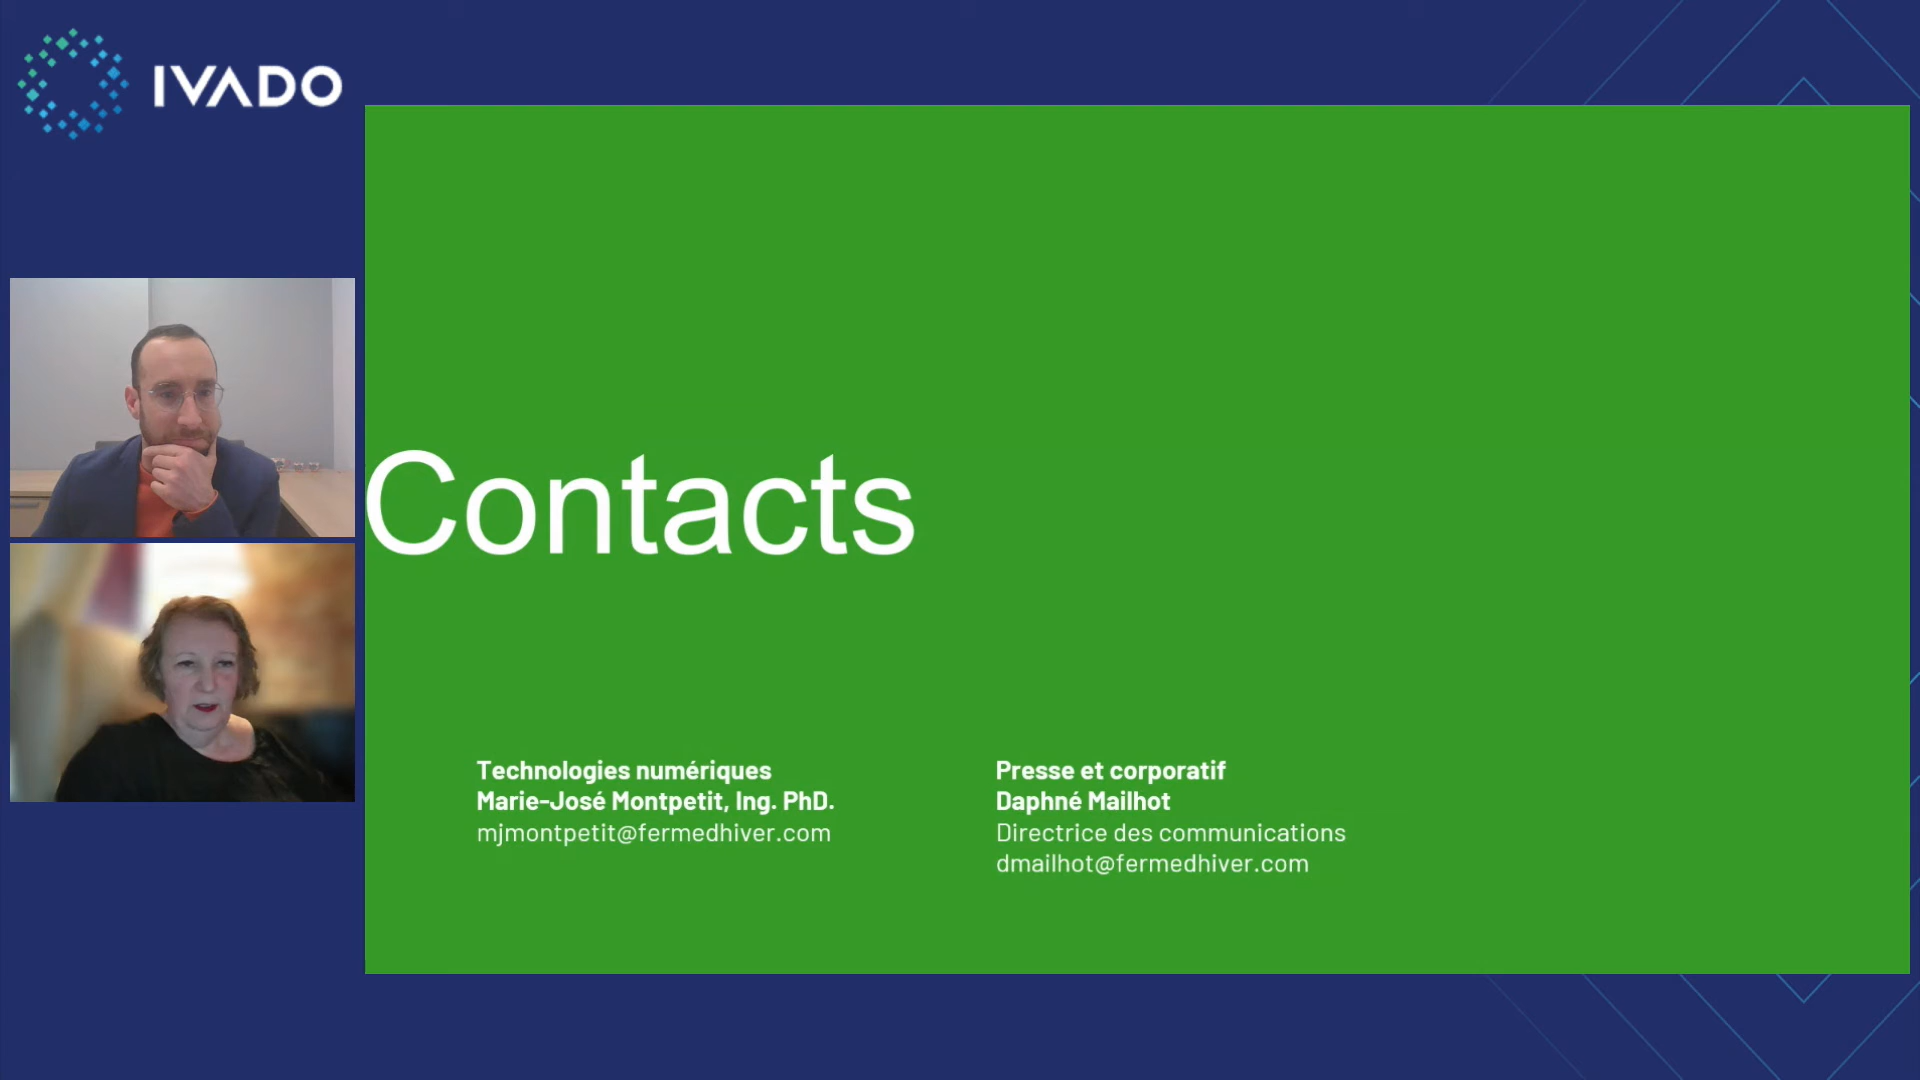 IVADO
Contacts
Technologies numériques
Marie-José Montpetit, Ing. PhD.
mjmontpetit@fermedhiver.com
Presse et corporatif
Daphné Mailhot
Directrice des communications
dmailhot@fermedhiver.com